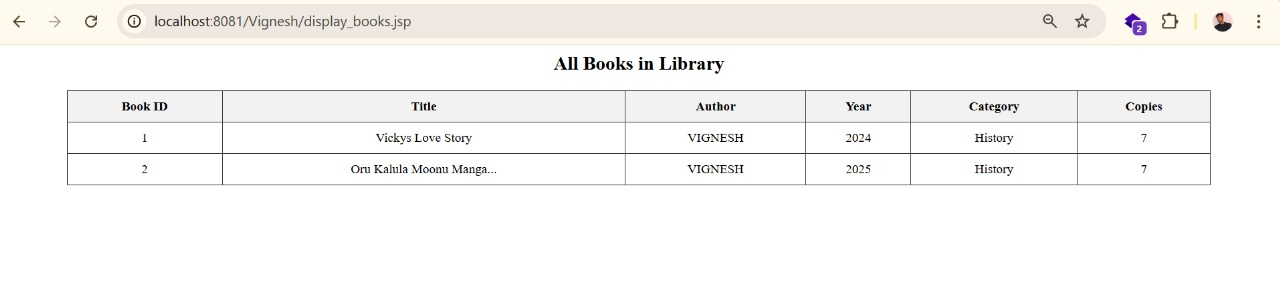 localhost:8081/Vignesh/display_books.jsp
2
All Books in Library
Book ID Title Author Year Category Copies
1 Vickys Love Story VIGNESH 2024 History 7
2 Oru Kalula Moonu Manga... VIGNESH 2025 History 7